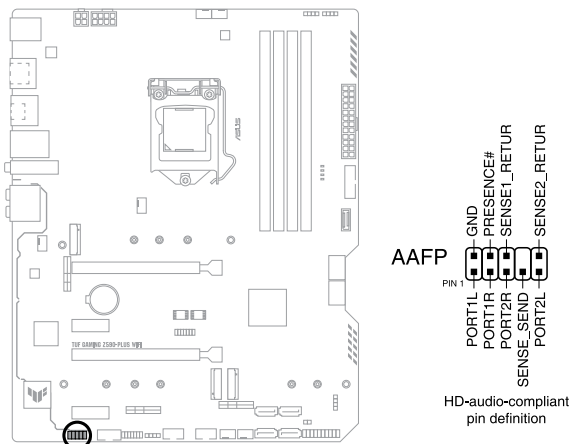 ASUS
TUF GAMING Z590-PLUS WIFI
AAFP
PIN 1
GND
PRESENCE#
SENSE1_RETUR
SENSE2_RETUR
PORT1L
PORT1R
PORT2R
SENSE_SEND
PORT2L
HD-audio-compliant
pin definition